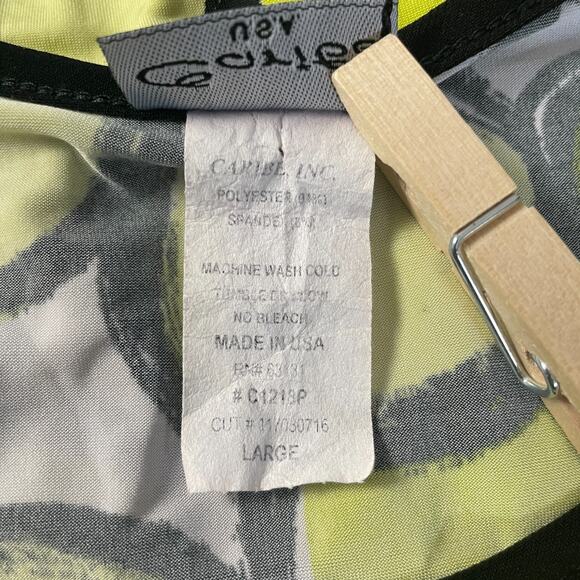 Caribe
USA
CARIBE, INC.
POLYESTER
MACHINE WASH COLD
TUMBLE DRY LOW
NO BLEACH
MADE IN USA
RN#
# C1218P
CUT # 117030716
LARGE